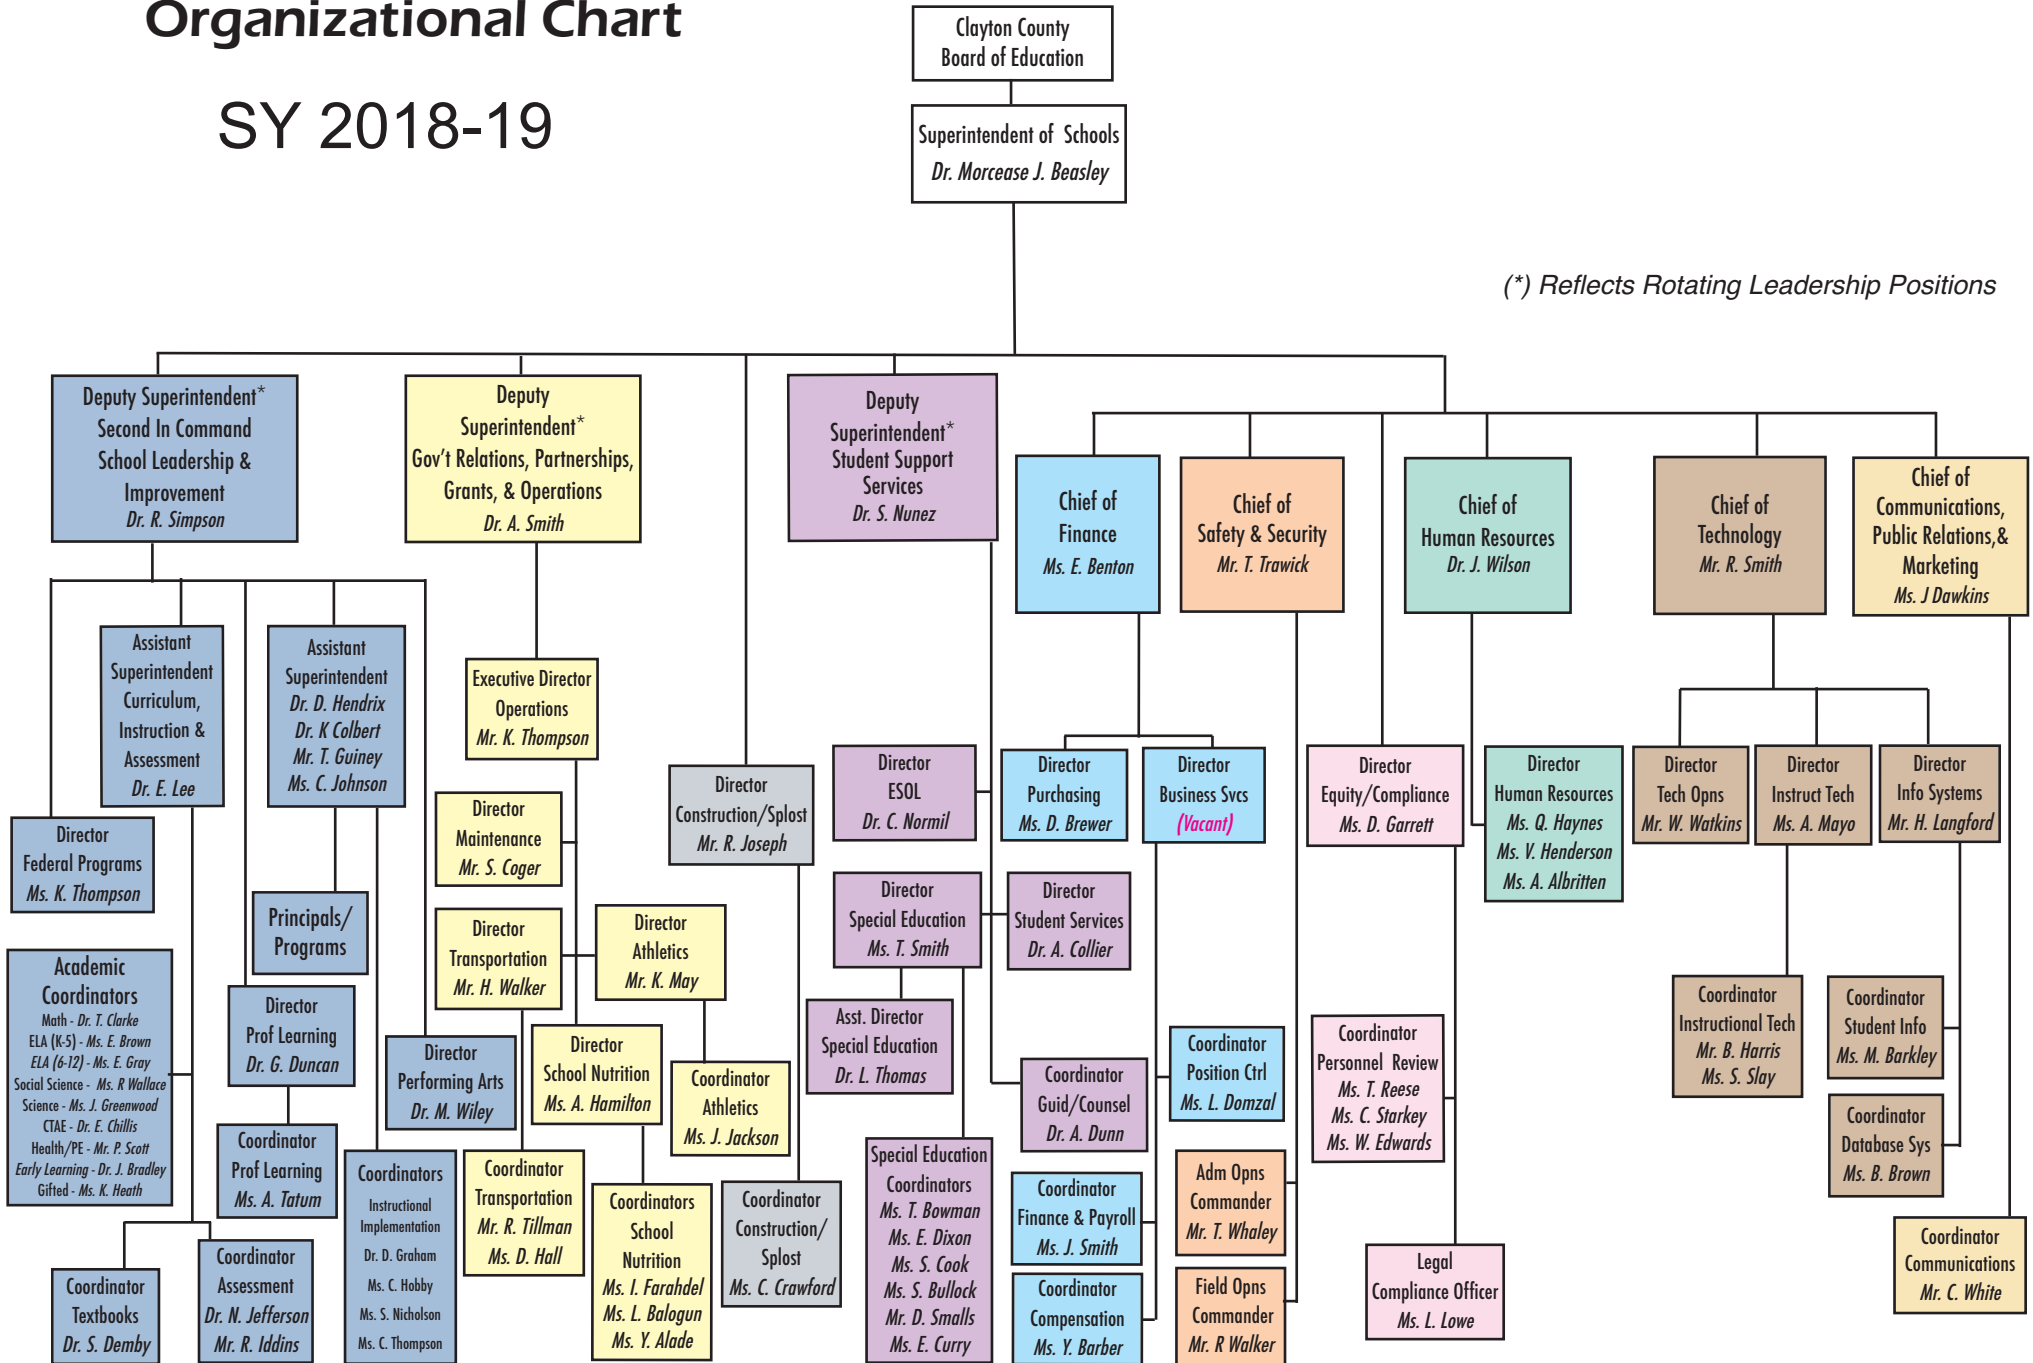 Organizational Chart
SY 2018-19
Clayton County
Board of Education
Superintendent of Schools
Dr. Morcease J. Beasley
(*) Reflects Rotating Leadership Positions
Deputy Superintendent*
Second In Command
School Leadership &
Improvement
Dr. R. Simpson
Deputy
Superintendent*
Gov't Relations, Partnerships,
Grants, & Operations
Dr. A. Smith
Deputy
Superintendent*
Student Support
Services
Dr. S. Nunez
Chief of
Finance
Ms. E. Benton
Chief of
Safety & Security
Mr. T. Trawick
Chief of
Human Resources
Dr. J. Wilson
Chief of
Technology
Mr. R. Smith
Chief of
Communications,
Public Relations,&
Marketing
Ms. J Dawkins
Assistant
Superintendent
Curriculum,
Instruction &
Assessment
Dr. E. Lee
Assistant
Superintendent
Dr. D. Hendrix
Dr. K Colbert
Mr. T. Guiney
Ms. C. Johnson
Executive Director
Operations
Mr. K. Thompson
Director
Federal Programs
Ms. K. Thompson
Principals/
Programs
Director
Maintenance
Mr. S. Coger
Director
Construction/Splost
Mr. R. Joseph
Director
ESOL
Dr. C. Normil
Director
Purchasing
Ms. D. Brewer
Director
Business Svcs
(Vacant)
Director
Equity/Compliance
Ms. D. Garrett
Director
Human Resources
Ms. Q. Haynes
Ms. V. Henderson
Ms. A. Albritten
Director
Tech Opns
Mr. W. Watkins
Director
Instruct Tech
Ms. A. Mayo
Director
Info Systems
Mr. H. Langford
Academic
Coordinators
Math - Dr. T. Clarke
ELA (K-5) - Ms. E. Brown
ELA (6-12) - Ms. E. Gray
Social Science - Ms. R Wallace
Science - Ms. J. Greenwood
CTAE - Dr. E. Chillis
Health/PE - Mr. P. Scott
Early Learning - Dr. J. Bradley
Gifted - Ms. K. Heath
Director
Prof Learning
Dr. G. Duncan
Director
Performing Arts
Dr. M. Wiley
Director
Transportation
Mr. H. Walker
Director
Athletics
Mr. K. May
Director
School Nutrition
Ms. A. Hamilton
Coordinator
Athletics
Ms. J. Jackson
Director
Special Education
Ms. T. Smith
Director
Student Services
Dr. A. Collier
Asst. Director
Special Education
Dr. L. Thomas
Coordinator
Guid/Counsel
Dr. A. Dunn
Coordinator
Position Ctrl
Ms. L. Domzal
Coordinator
Personnel Review
Ms. T. Reese
Ms. C. Starkey
Ms. W. Edwards
Coordinator
Instructional Tech
Mr. B. Harris
Ms. S. Slay
Coordinator
Student Info
Ms. M. Barkley
Coordinator
Database Sys
Ms. B. Brown
Coordinator
Prof Learning
Ms. A. Tatum
Coordinators
Instructional
Implementation
Dr. D. Graham
Ms. C. Hobby
Ms. S. Nicholson
Ms. C. Thompson
Coordinator
Transportation
Mr. R. Tillman
Ms. D. Hall
Coordinators
School
Nutrition
Ms. I. Farahdel
Ms. L. Balogun
Ms. Y. Alade
Coordinator
Construction/
Splost
Ms. C. Crawford
Special Education
Coordinators
Ms. T. Bowman
Ms. E. Dixon
Ms. S. Cook
Ms. S. Bullock
Mr. D. Smalls
Ms. E. Curry
Coordinator
Finance & Payroll
Ms. J. Smith
Coordinator
Compensation
Ms. Y. Barber
Adm Opns
Commander
Mr. T. Whaley
Field Opns
Commander
Mr. R Walker
Legal
Compliance Officer
Ms. L. Lowe
Coordinator
Communications
Mr. C. White
Coordinator
Textbooks
Dr. S. Demby
Coordinator
Assessment
Dr. N. Jefferson
Mr. R. Iddins